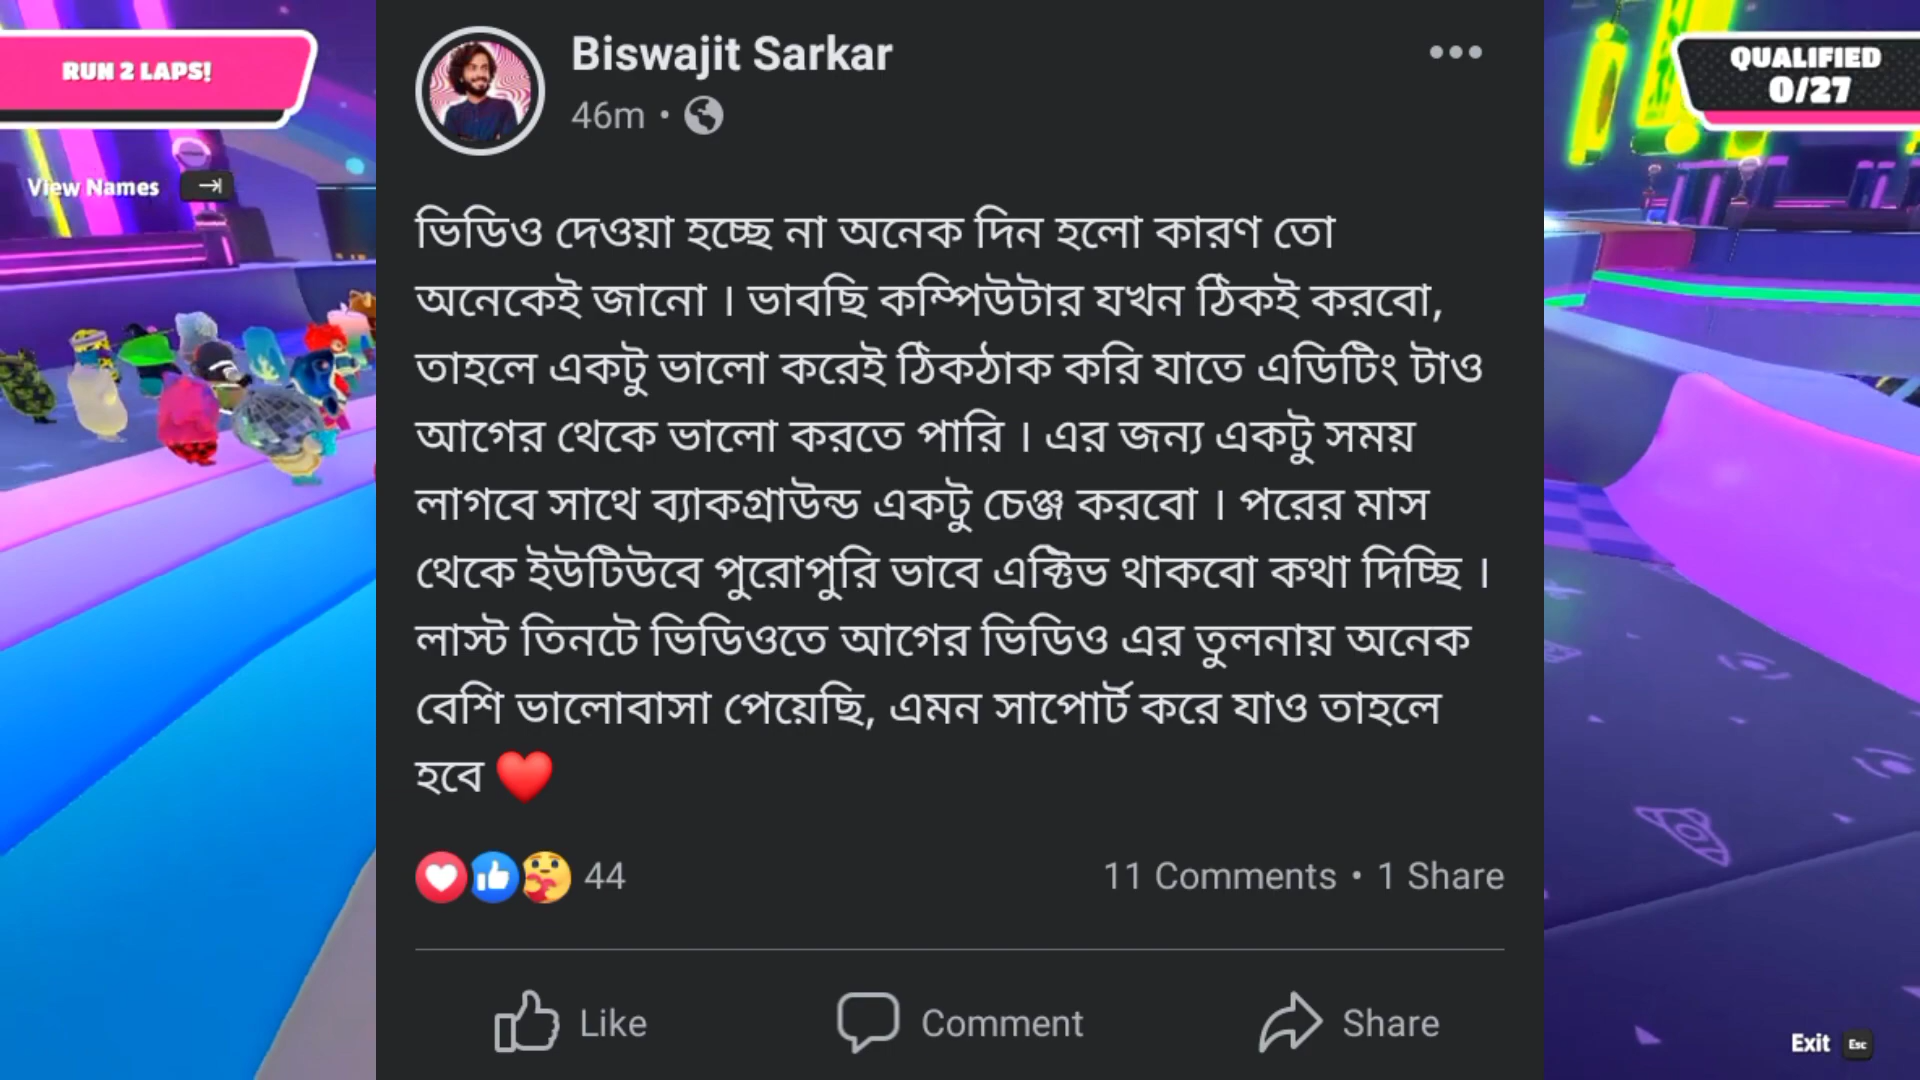 RUN 2 LAPS!
View Names
Biswajit Sarkar
46m
QUALIFIED
0/27
ভিডিও দেওয়া হচ্ছে না অনেক দিন হলো কারণ তো
অনেকেই জানো । ভাবছি কম্পিউটার যখন ঠিকই করবো,
তাহলে একটু ভালো করেই ঠিকঠাক করি যাতে এডিটিং টাও
আগের থেকে ভালো করতে পারি । এর জন্য একটু সময়
লাগবে সাথে ব্যাকগ্রাউন্ড একটু চেঞ্জ করবো । পরের মাস
থেকে ইউটিউবে পুরোপুরি ভাবে এক্টিভ থাকবো কথা দিচ্ছি ।
লাস্ট তিনটে ভিডিওতে আগের ভিডিও এর তুলনায় অনেক
বেশি ভালোবাসা পেয়েছি, এমন সাপোর্ট করে যাও তাহলে
হবে ❤️
44
11 Comments • 1 Share
Like
Comment
Share
Exit Esc